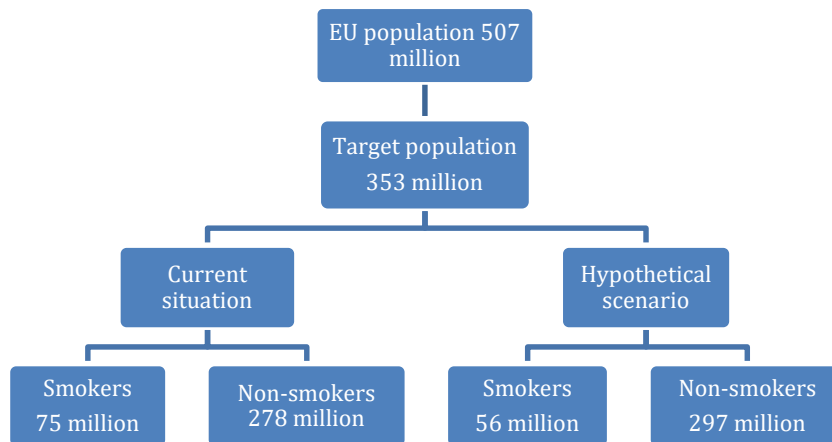 EU population 507
million
Target population
353 million
Current
situation
Hypothetical
scenario
Smokers
75 million
Non-smokers
278 million
Smokers
56 million
Non-smokers
297 million